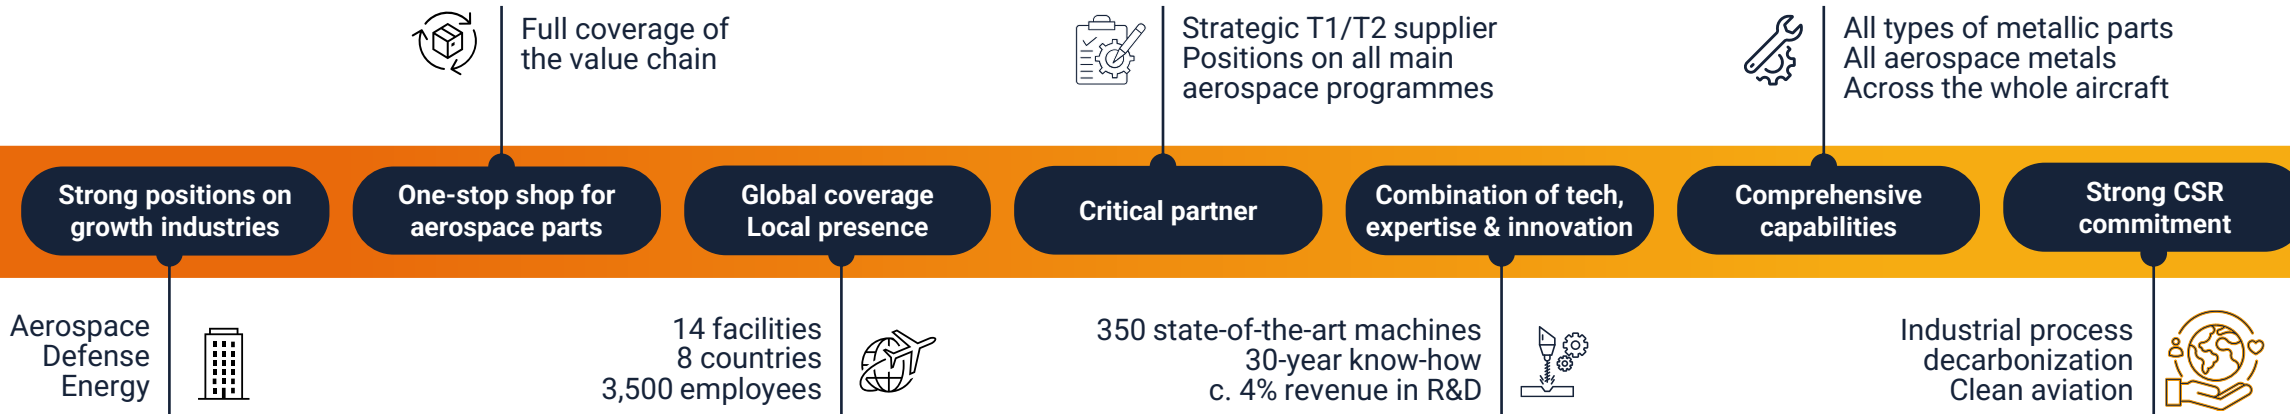 Full coverage of
the value chain
Strategic T1/T2 supplier
Positions on all main
aerospace programmes
All types of metallic parts
All aerospace metals
Across the whole aircraft
Strong positions on
growth industries
One-stop shop for
aerospace parts
Global coverage
Local presence
Critical partner
Combination of tech,
expertise & innovation
Comprehensive
capabilities
Strong CSR
commitment
Aerospace
Defense
Energy
14 facilities
8 countries
3,500 employees
350 state-of-the-art machines
30-year know-how
c. 4% revenue in R&D
Industrial process
decarbonization
Clean aviation